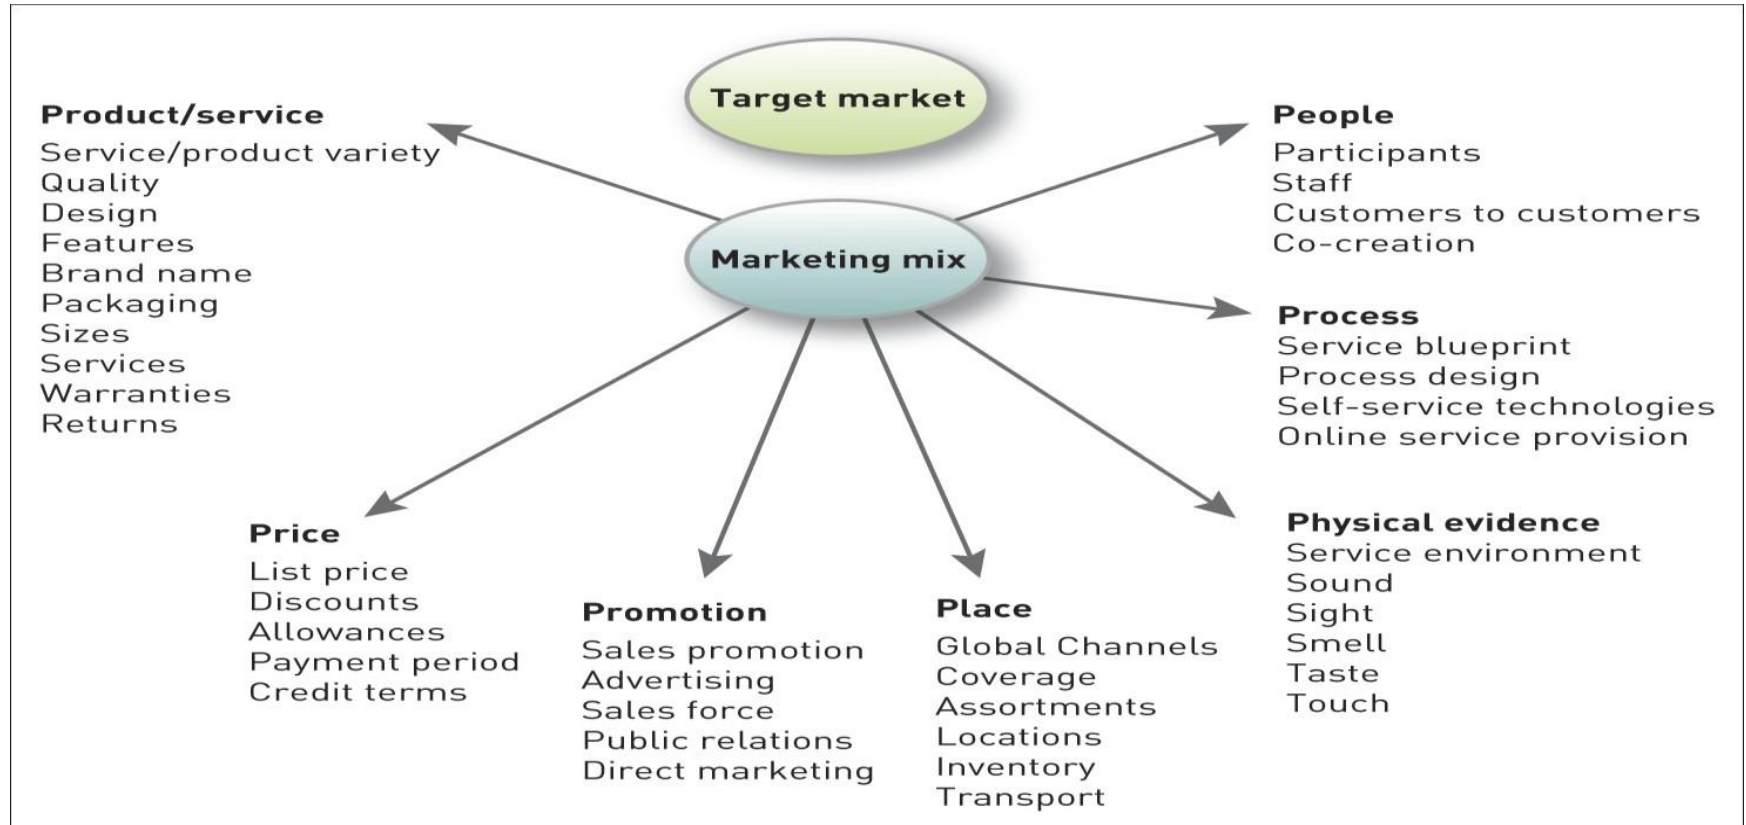 Target market
Marketing mix
Product/service
Service/product variety
Quality
Design
Features
Brand name
Packaging
Sizes
Services
Warranties
Returns
Price
List price
Discounts
Allowances
Payment period
Credit terms
Promotion
Sales promotion
Advertising
Sales force
Public relations
Direct marketing
Place
Global Channels
Coverage
Assortments
Locations
Inventory
Transport
People
Participants
Staff
Customers to customers
Co-creation
Process
Service blueprint
Process design
Self-service technologies
Online service provision
Physical evidence
Service environment
Sound
Sight
Smell
Taste
Touch